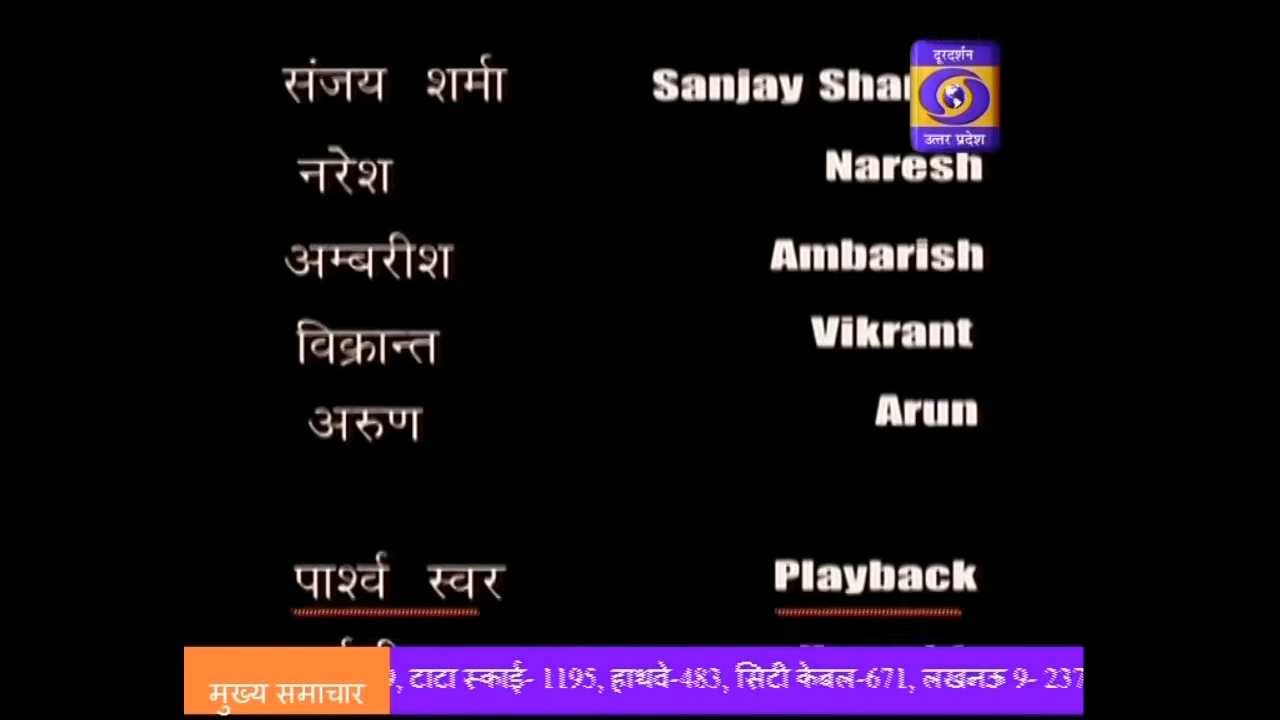 दूरदर्शन
संजय शर्मा Sanjay
उत्तर प्रदेश
नरेश Naresh
अम्बरीश Ambarish
विक्रान्त Vikrant
अरुण Arun
पार्श्व स्वर Playback
मुख्य समाचार 9, टाटा स्काई- 1195, हाथवे-483, सिटी केबल-671, लखनऊ 9- 237